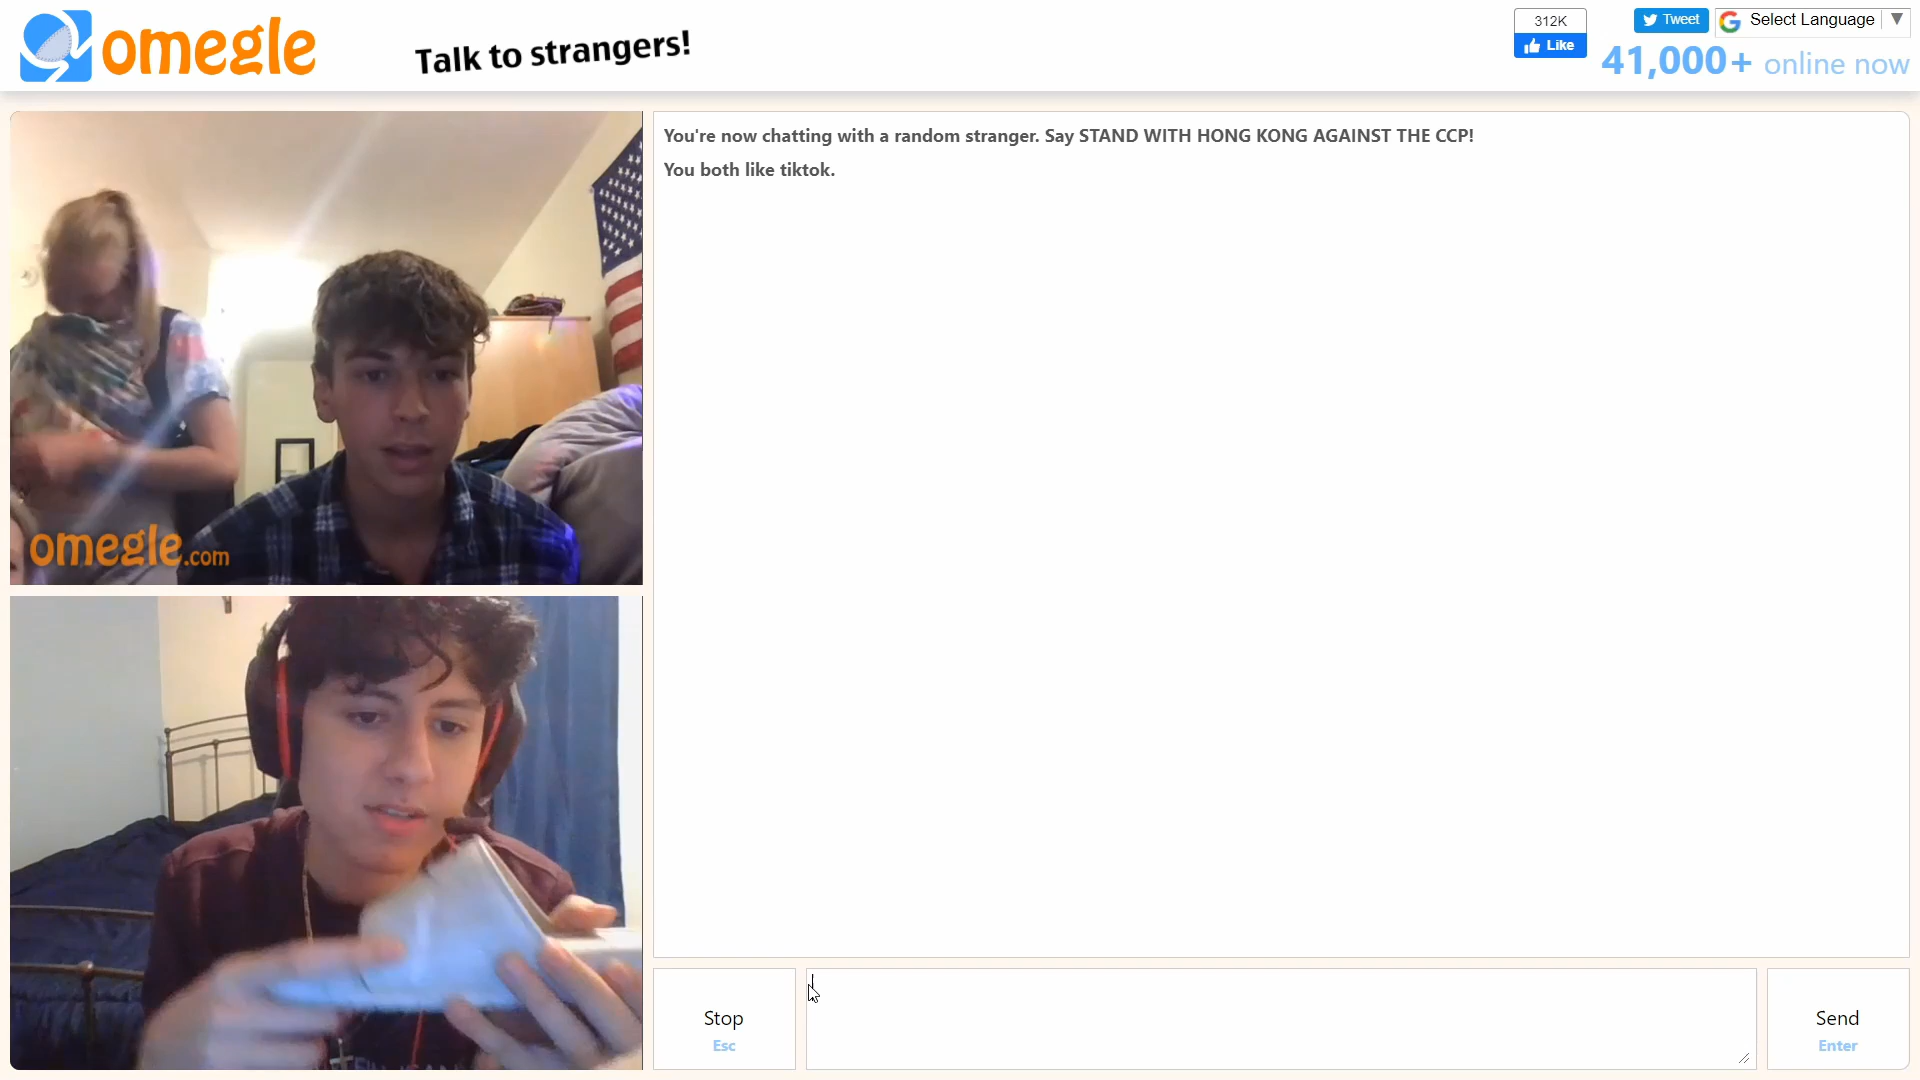 omegle
Talk to strangers!
312K
Like
Tweet
Select Language
41,000+ online now
You're now chatting with a random stranger. Say STAND WITH HONG KONG AGAINST THE CCP!
You both like tiktok.
omegle.com
Stop
Esc
Send
Enter